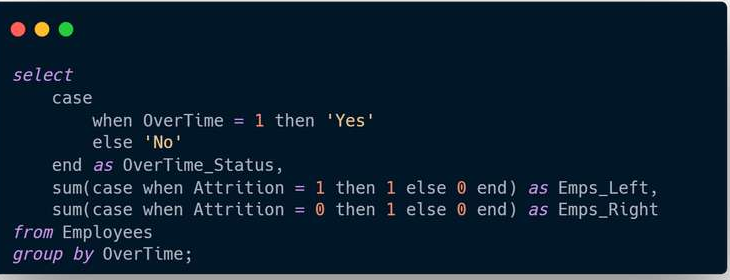 select
    case
        when OverTime = 1 then 'Yes'
        else 'No'
    end as OverTime_Status,
    sum(case when Attrition = 1 then 1 else 0 end) as Emps_Left,
    sum(case when Attrition = 0 then 1 else 0 end) as Emps_Right
from Employees
group by OverTime;